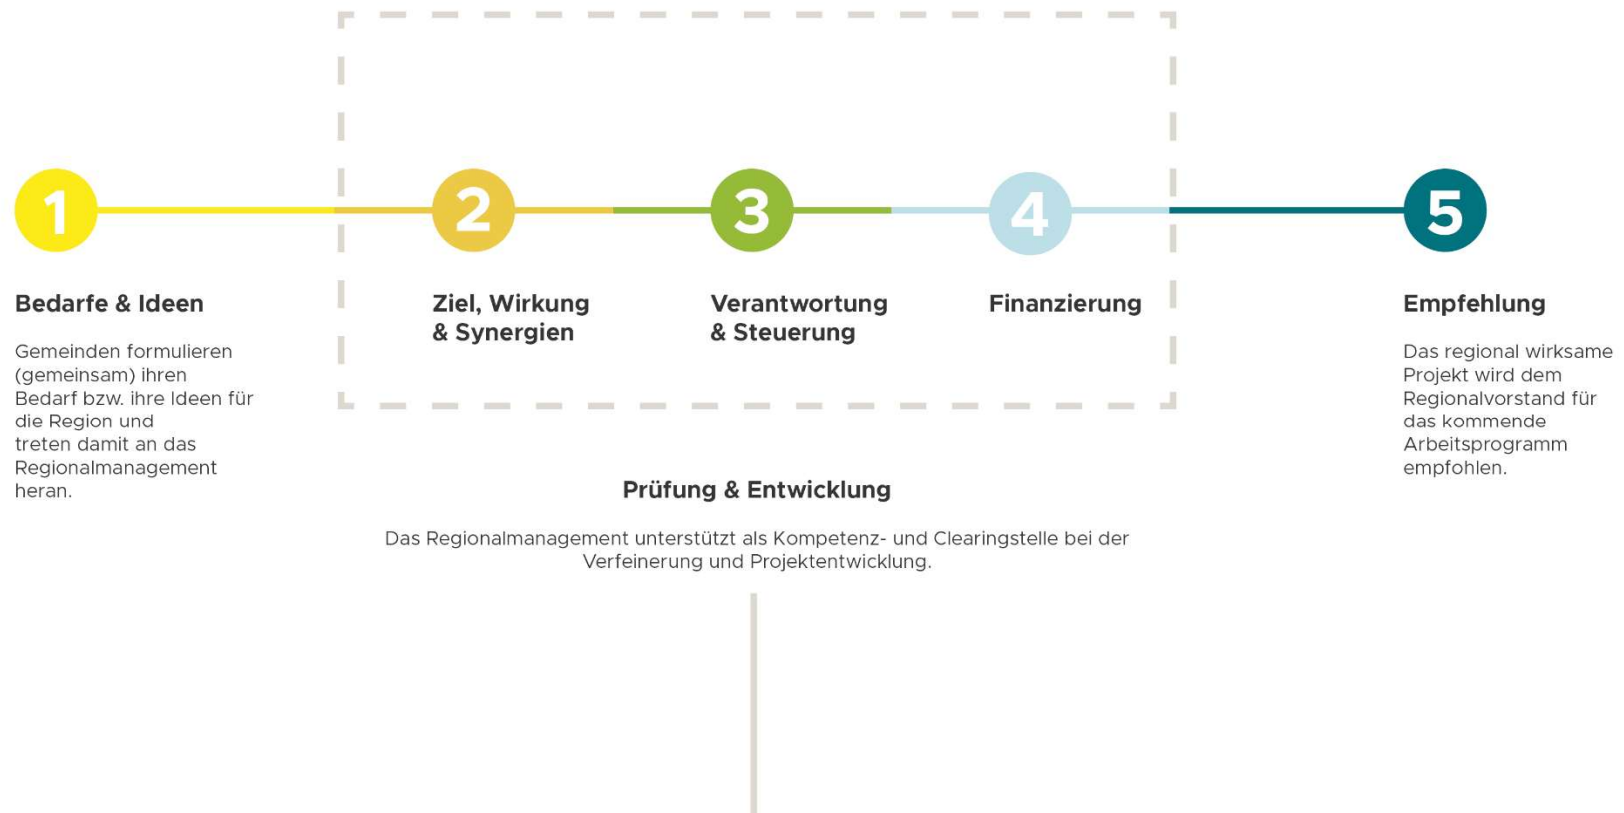 1
Bedarfe & Ideen
Gemeinden formulieren
(gemeinsam) ihren
Bedarf bzw. ihre Ideen für
die Region und
treten damit an das
Regionalmanagement
heran.
2
Ziel, Wirkung
& Synergien
3
Verantwortung
& Steuerung
4
Finanzierung
5
Empfehlung
Das regional wirksame
Projekt wird dem
Regionalvorstand für
das kommende
Arbeitsprogramm
empfohlen.
Prüfung & Entwicklung
Das Regionalmanagement unterstützt als Kompetenz- und Clearingstelle bei der
Verfeinerung und Projektentwicklung.